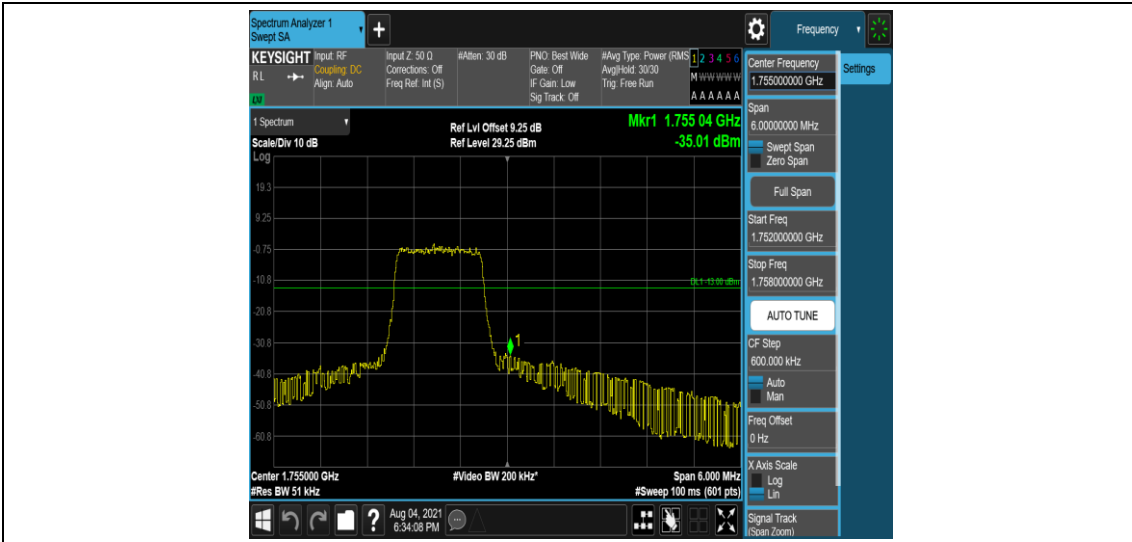 Spectrum Analyzer 1
Swept SA
+
Frequency
KEYSIGHT
RL
LXI
Input: RF
Coupling: DC
Align: Auto
Input Z: 50 Ω
Corrections: Off
Freq Ref: Int (S)
#Atten: 30 dB
PNO: Best Wide
Gate: Off
IF Gain: Low
Sig Track: Off
#Avg Type: Power (RMS
Avg|Hold: 30/30
Trig: Free Run
1 2 3 4 5 6
M W W W W W
A A A A A A
1 Spectrum
Scale/Div 10 dB
Log
Ref Lvl Offset 9.25 dB
Ref Level 29.25 dBm
Mkr1 1.755 04 GHz
-35.01 dBm
19.3
9.25
-0.75
-10.8
DL1 -13.00 dBm
-20.8
-30.8
1
-40.8
-50.8
-60.8
Center 1.755000 GHz
#Res BW 51 kHz
#Video BW 200 kHz*
Span 6.000 MHz
#Sweep 100 ms (601 pts)
Center Frequency
1.755000000 GHz
Settings
Span
6.00000000 MHz
Swept Span
Zero Span
Full Span
Start Freq
1.752000000 GHz
Stop Freq
1.758000000 GHz
AUTO TUNE
CF Step
600.000 kHz
Auto
Man
Freq Offset
0 Hz
X Axis Scale
Log
Lin
Signal Track
(Span Zoom)
?
Aug 04, 2021
6:34:08 PM